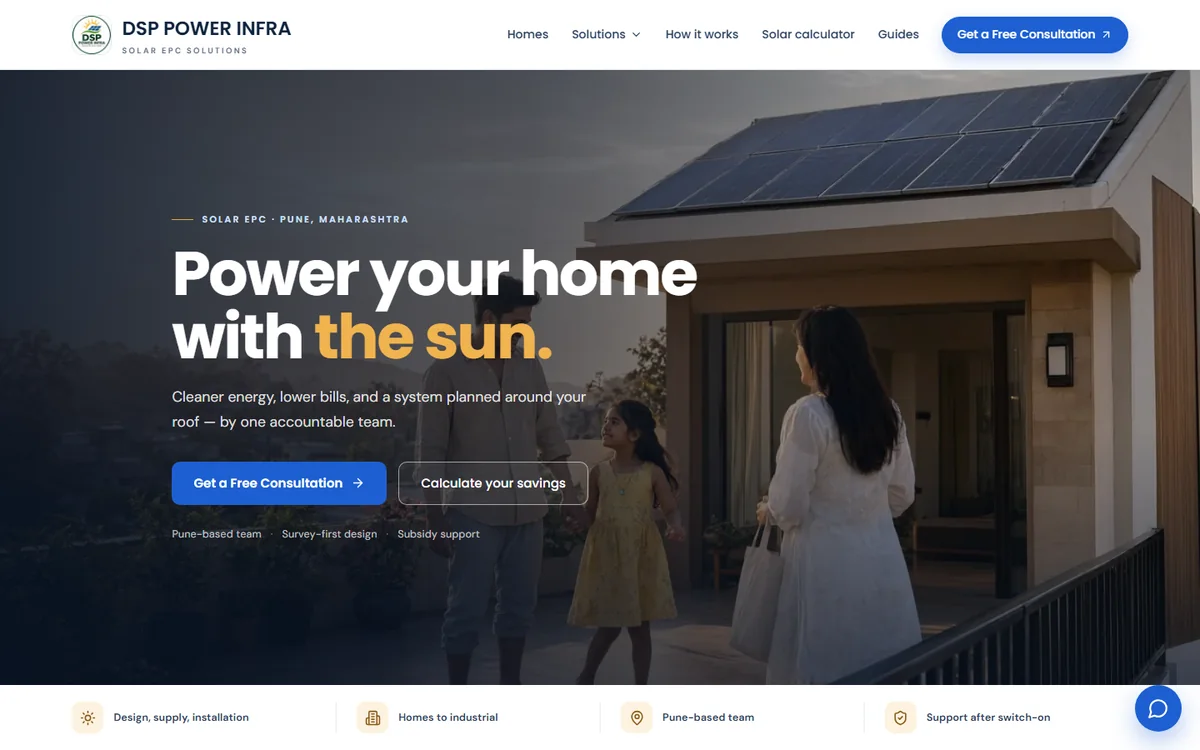 DSP
POWER INFRA
DSP POWER INFRA
SOLAR EPC SOLUTIONS
Homes
Solutions
How it works
Solar calculator
Guides
Get a Free Consultation
SOLAR EPC · PUNE, MAHARASHTRA
Power your home
with the sun.
Cleaner energy, lower bills, and a system planned around your
roof — by one accountable team.
Get a Free Consultation
Calculate your savings
Pune-based team · Survey-first design · Subsidy support
Design, supply, installation
Homes to industrial
Pune-based team
Support after switch-on